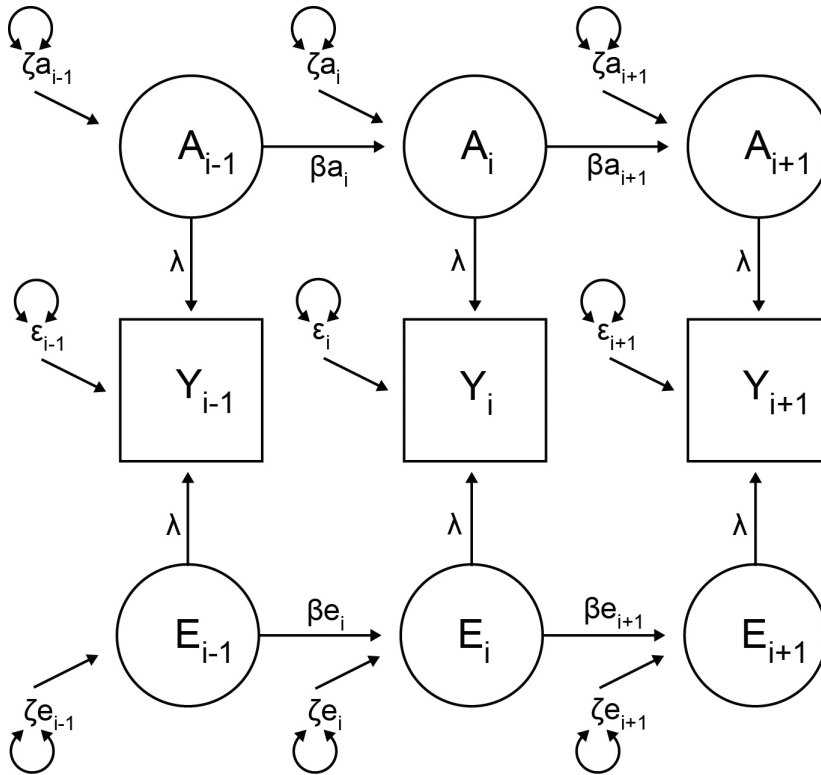 ζa_{i-1} ζa_i ζa_{i+1}
A_{i-1} A_i A_{i+1}
βa_i βa_{i+1}
λ λ λ
ε_{i-1} ε_i ε_{i+1}
Y_{i-1} Y_i Y_{i+1}
λ λ λ
βe_i βe_{i+1}
E_{i-1} E_i E_{i+1}
ζe_{i-1} ζe_i ζe_{i+1}